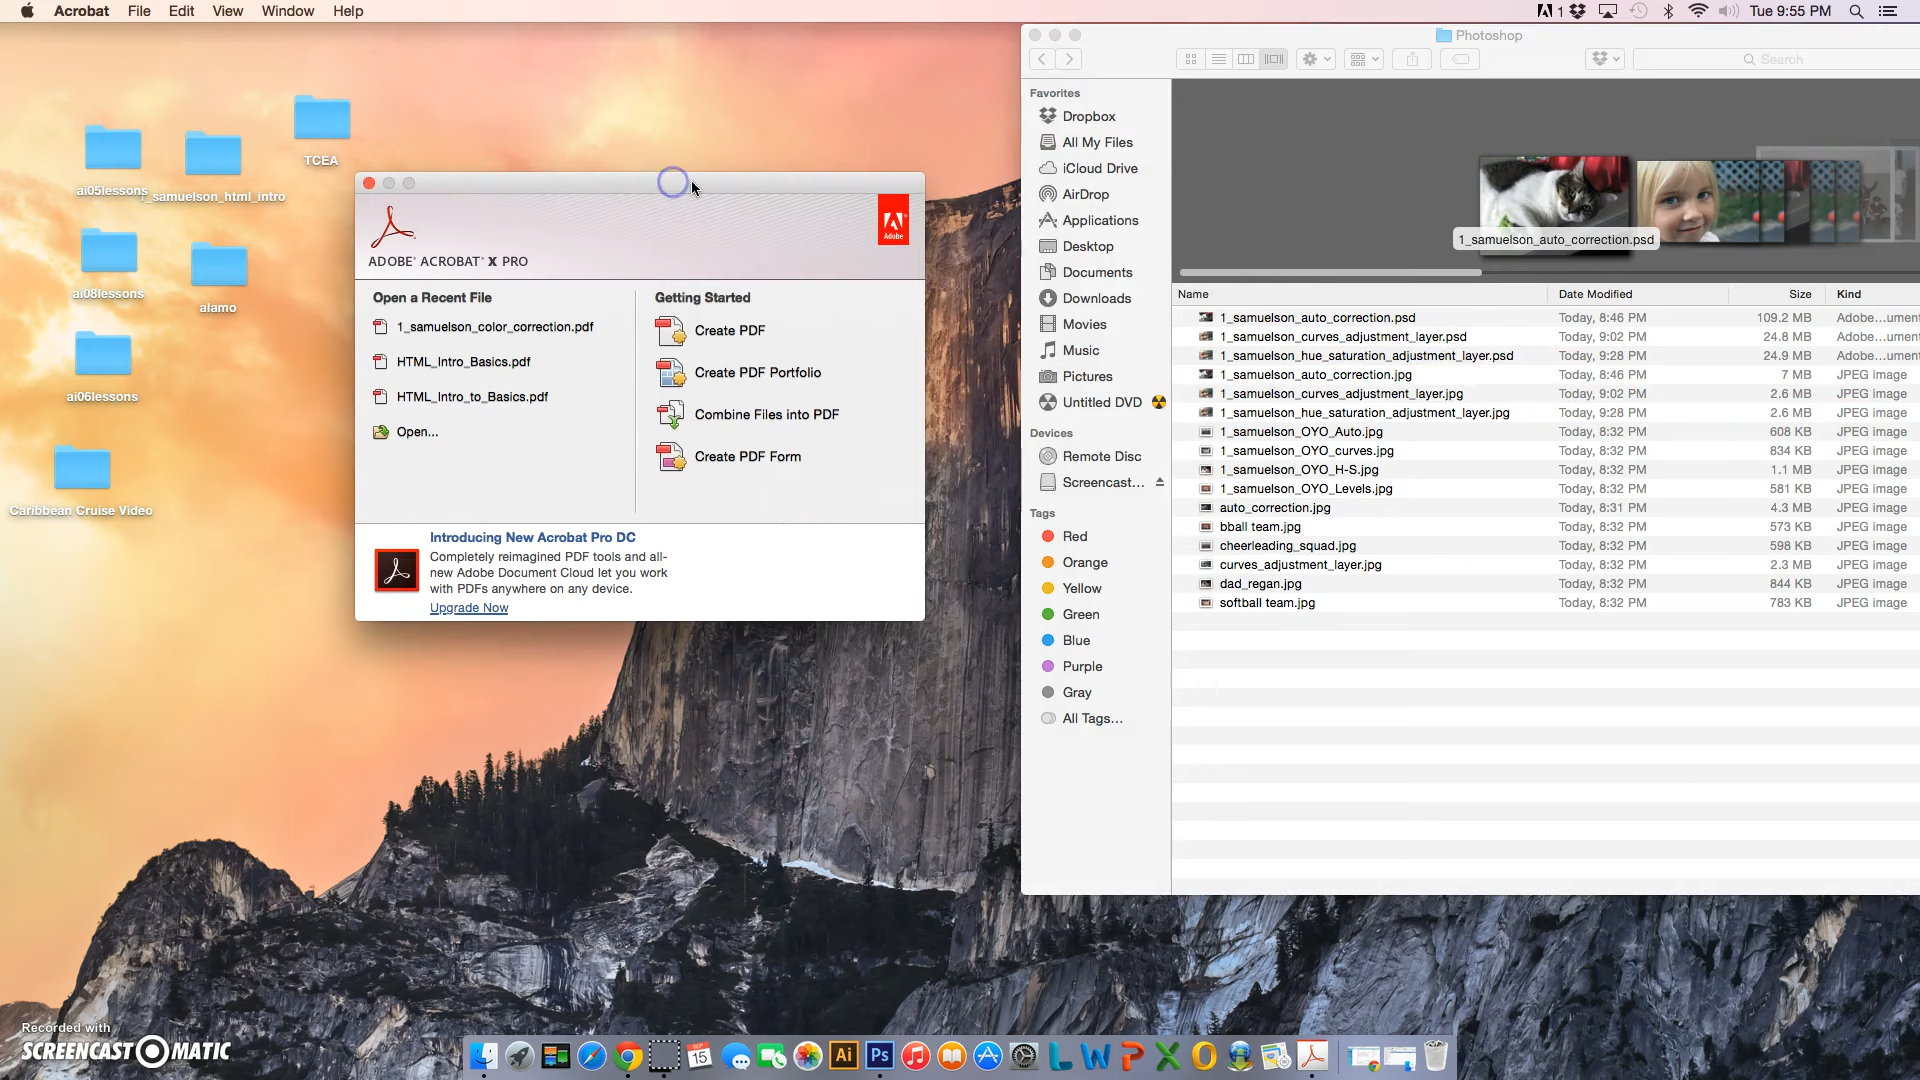 Acrobat File Edit View Window Help
1 Tue 9:55 PM
TCEA
ai05lessons
1_samuelson_html_intro
ai08lessons
alamo
ai06lessons
Caribbean Cruise Video
ADOBE® ACROBAT® X PRO
Adobe
Open a Recent File
1_samuelson_color_correction.pdf
HTML_Intro_Basics.pdf
HTML_Intro_to_Basics.pdf
Open...
Getting Started
Create PDF
Create PDF Portfolio
Combine Files into PDF
Create PDF Form
Introducing New Acrobat Pro DC
Completely reimagined PDF tools and all-
new Adobe Document Cloud let you work
with PDFs anywhere on any device.
Upgrade Now
Photoshop
Search
Favorites
Dropbox
All My Files
iCloud Drive
AirDrop
Applications
Desktop
Documents
Downloads
Movies
Music
Pictures
Untitled DVD
Devices
Remote Disc
Screencast...
Tags
Red
Orange
Yellow
Green
Blue
Purple
Gray
All Tags...
1_samuelson_auto_correction.psd
Name Date Modified Size Kind
1_samuelson_auto_correction.psd Today, 8:46 PM 109.2 MB Adobe...ument
1_samuelson_curves_adjustment_layer.psd Today, 9:02 PM 24.8 MB Adobe...ument
1_samuelson_hue_saturation_adjustment_layer.psd Today, 9:28 PM 24.9 MB Adobe...ument
1_samuelson_auto_correction.jpg Today, 8:46 PM 7 MB JPEG image
1_samuelson_curves_adjustment_layer.jpg Today, 9:02 PM 2.6 MB JPEG image
1_samuelson_hue_saturation_adjustment_layer.jpg Today, 9:28 PM 2.6 MB JPEG image
1_samuelson_OYO_Auto.jpg Today, 8:32 PM 608 KB JPEG image
1_samuelson_OYO_curves.jpg Today, 8:32 PM 834 KB JPEG image
1_samuelson_OYO_H-S.jpg Today, 8:32 PM 1.1 MB JPEG image
1_samuelson_OYO_Levels.jpg Today, 8:32 PM 581 KB JPEG image
auto_correction.jpg Today, 8:31 PM 4.3 MB JPEG image
bball team.jpg Today, 8:32 PM 573 KB JPEG image
cheerleading_squad.jpg Today, 8:32 PM 598 KB JPEG image
curves_adjustment_layer.jpg Today, 8:32 PM 2.3 MB JPEG image
dad_regan.jpg Today, 8:32 PM 844 KB JPEG image
softball team.jpg Today, 8:32 PM 783 KB JPEG image
Recorded with
SCREENCAST MATIC
SEP
15
Ai
Ps